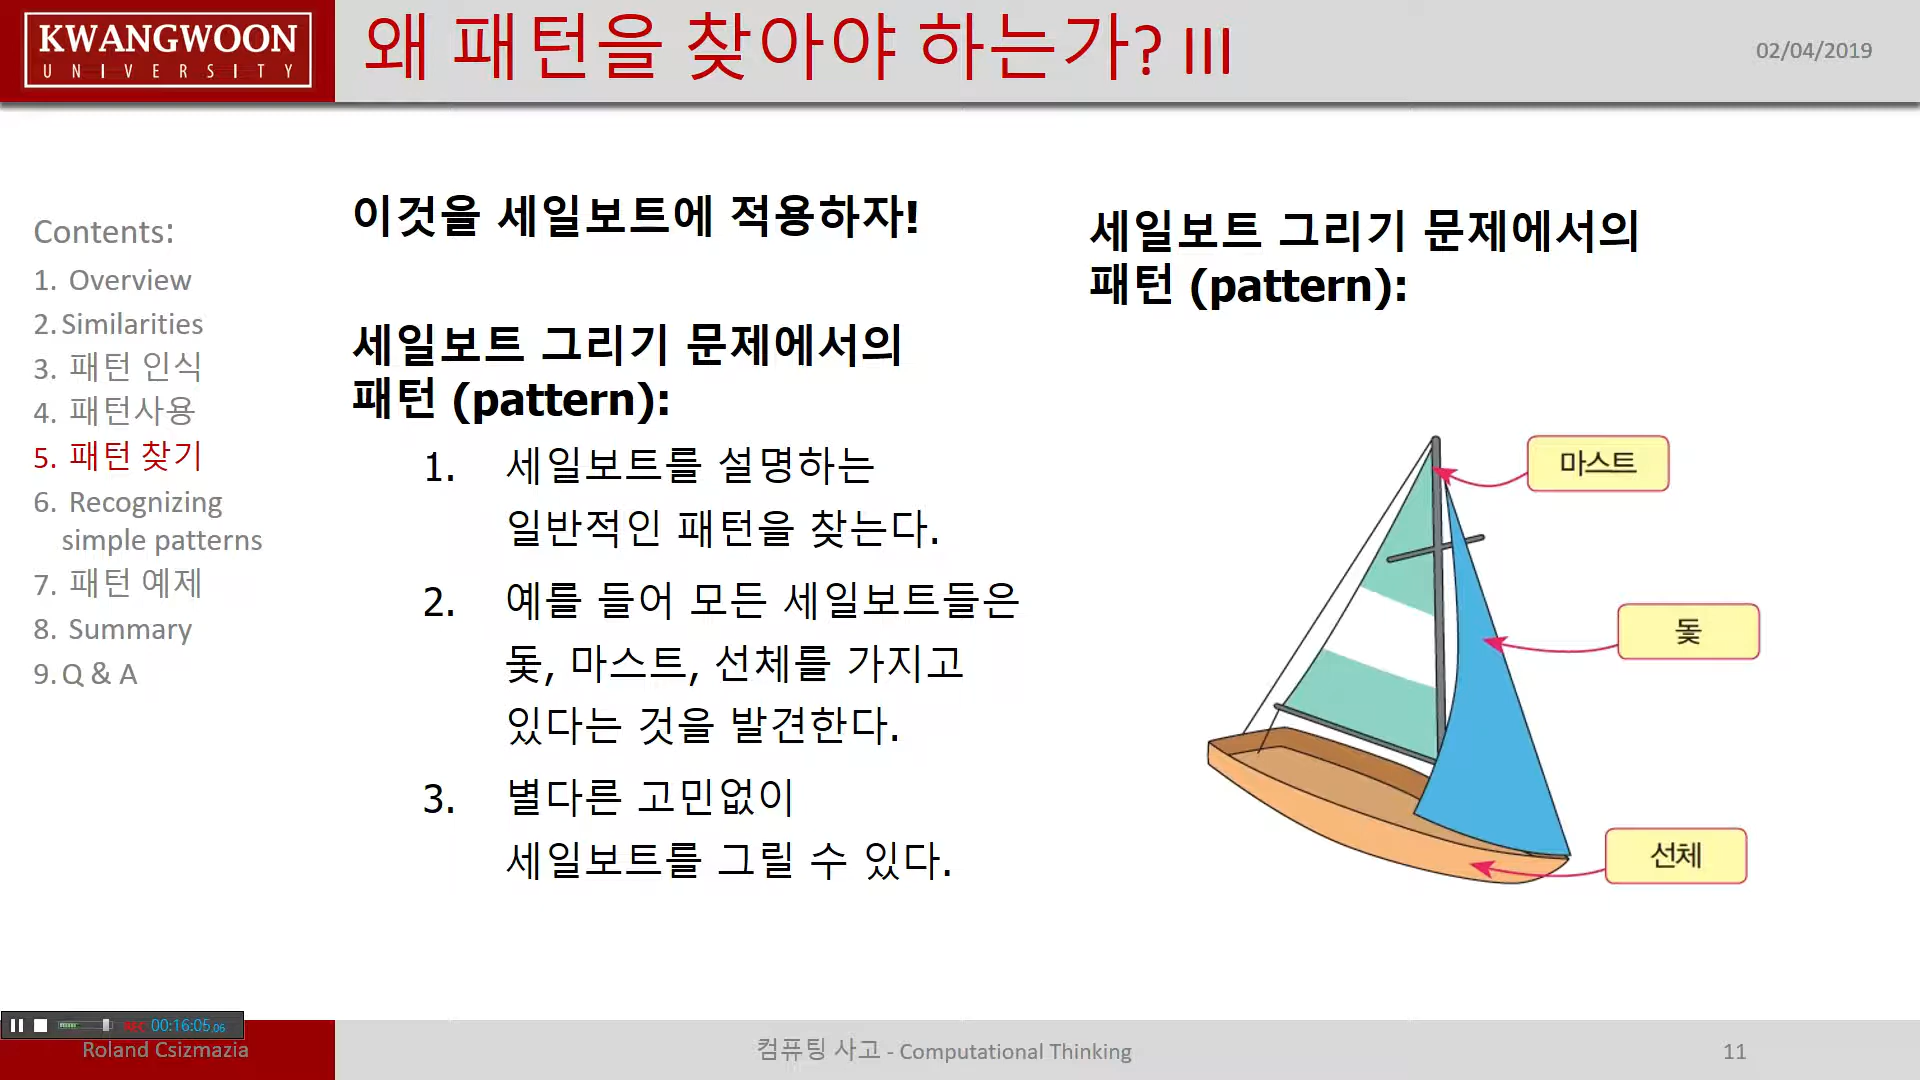 KWANGWOON
UNIVERSITY
왜 패턴을 찾아야 하는가? III
02/04/2019
Contents:
1. Overview
2. Similarities
3. 패턴 인식
4. 패턴사용
5. 패턴 찾기
6. Recognizing
simple patterns
7. 패턴 예제
8. Summary
9. Q & A
이것을 세일보트에 적용하자!
세일보트 그리기 문제에서의
패턴 (pattern):
1. 세일보트를 설명하는
일반적인 패턴을 찾는다.
2. 예를 들어 모든 세일보트들은
돛, 마스트, 선체를 가지고
있다는 것을 발견한다.
3. 별다른 고민없이
세일보트를 그릴 수 있다.
세일보트 그리기 문제에서의
패턴 (pattern):
마스트
돛
선체
REC 00:16:05.06
Roland Csizmazia
컴퓨팅 사고 - Computational Thinking
11